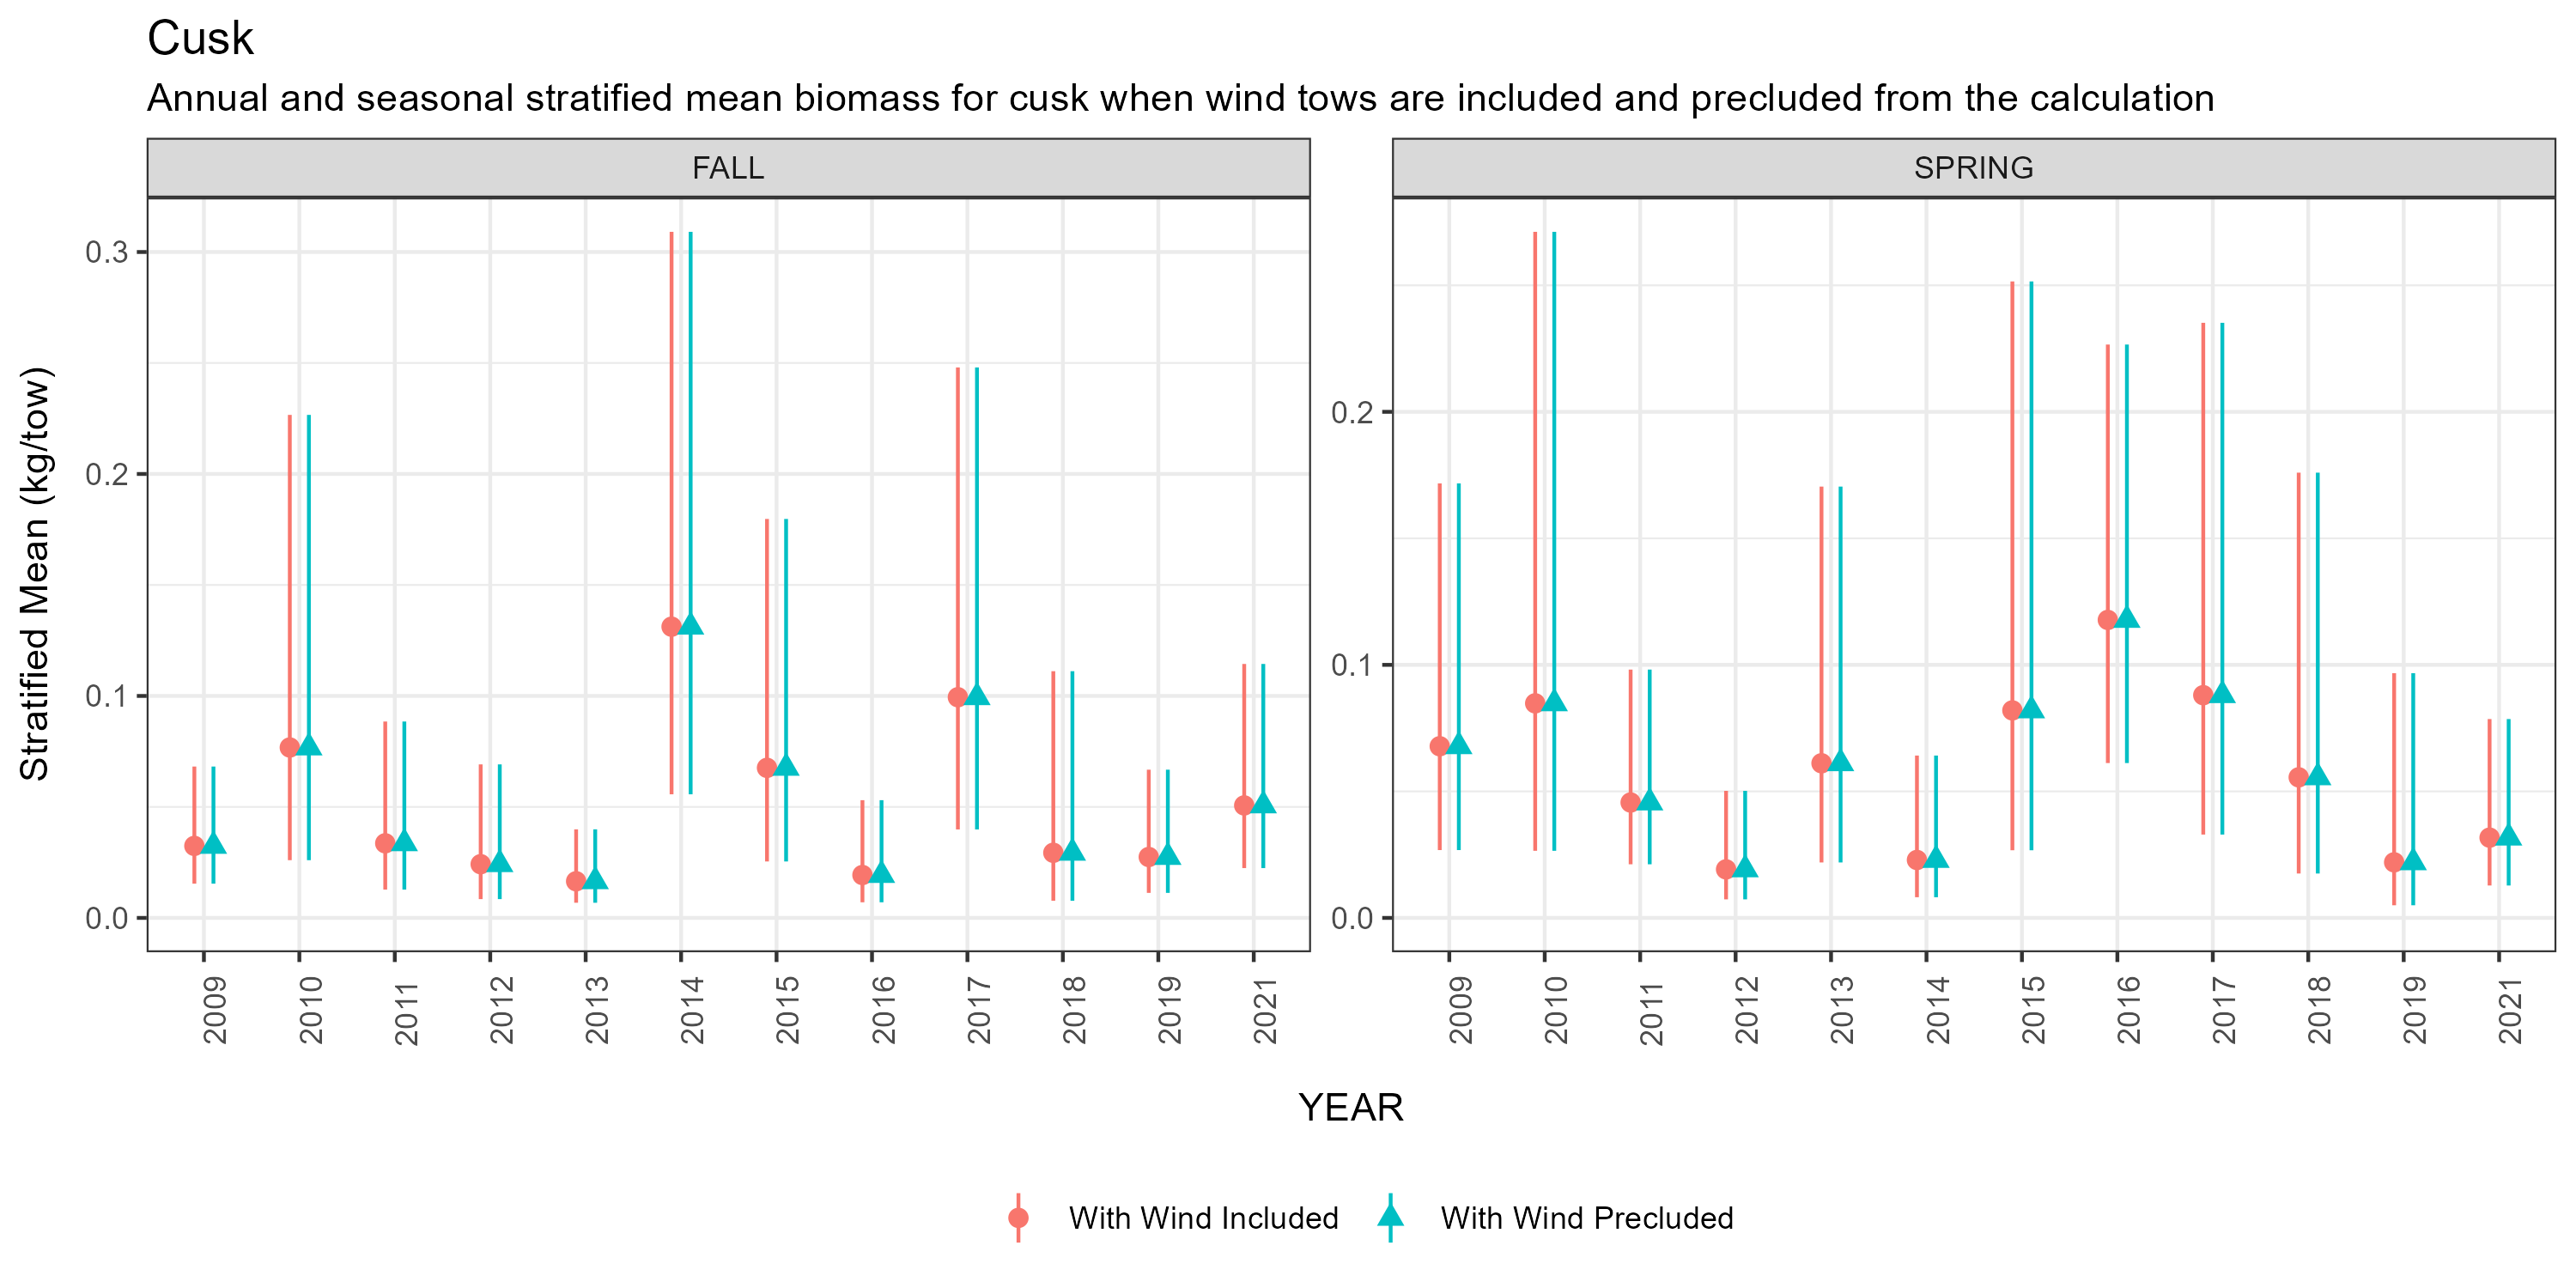 Cusk
Annual and seasonal stratified mean biomass for cusk when wind tows are included and precluded from the calculation
FALL
SPRING
Stratified Mean (kg/tow)
0.3
0.2
0.1
0.0
0.2
0.1
0.0
2009 2010 2011 2012 2013 2014 2015 2016 2017 2018 2019 2021
2009 2010 2011 2012 2013 2014 2015 2016 2017 2018 2019 2021
YEAR
With Wind Included
With Wind Precluded